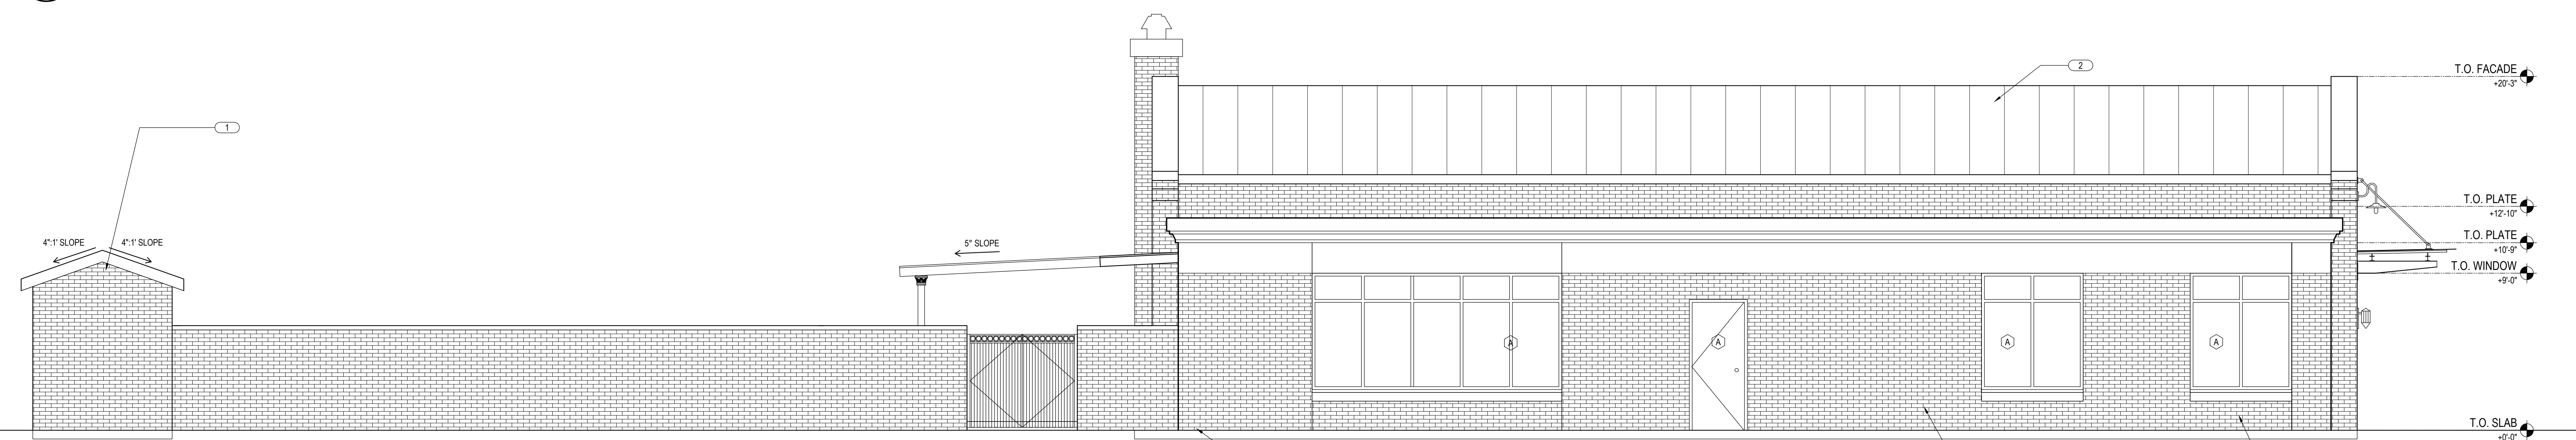 2
T.O. FACADE
+20'-3"
1
T.O. PLATE
+12'-10"
T.O. PLATE
+10'-9"
4":1' SLOPE 4":1' SLOPE
5" SLOPE
T.O. WINDOW
+9'-0"
A A A A
T.O. SLAB
+0'-0"